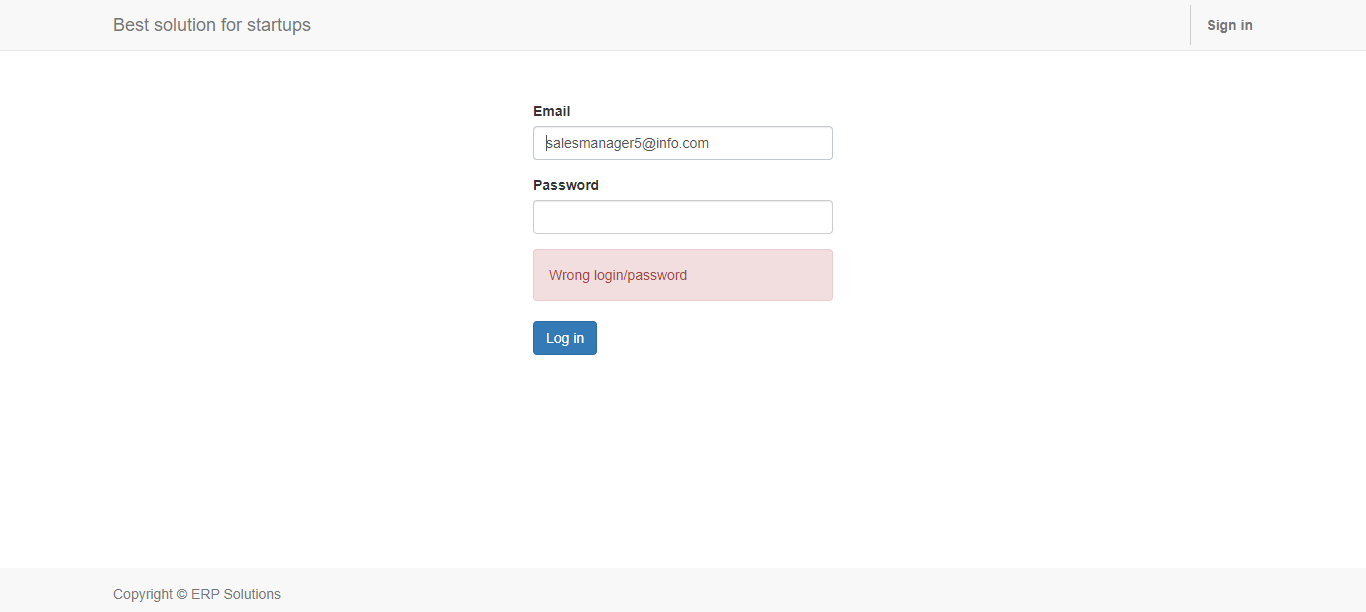 Best solution for startups
Sign in
Email
salesmanager5@info.com
Password
Wrong login/password
Log in
Copyright © ERP Solutions